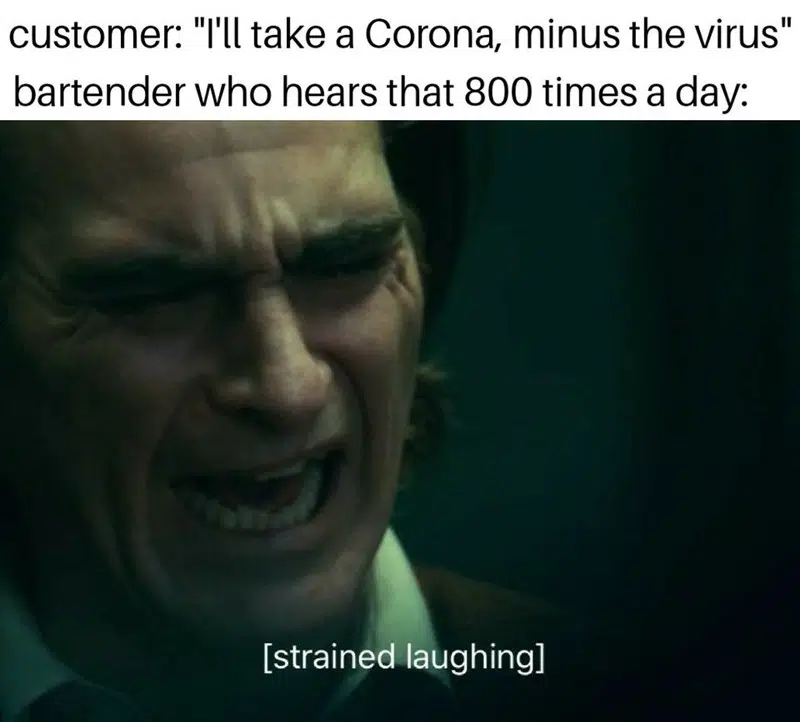 customer: "I'll take a Corona, minus the virus"
bartender who hears that 800 times a day:
[strained laughing]